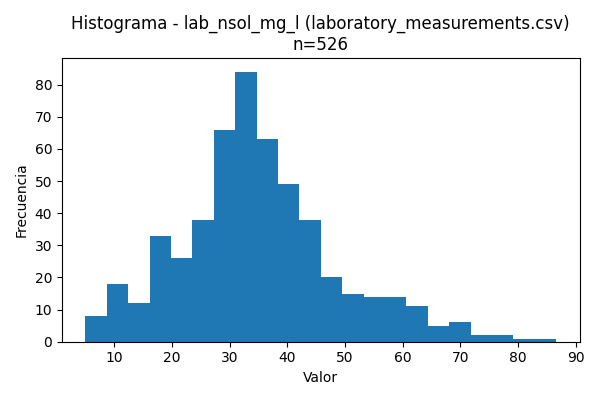 Histograma - lab_nsol_mg_l (laboratory_measurements.csv)
n=526
Frecuencia
80
70
60
50
40
30
20
10
0
10 20 30 40 50 60 70 80 90
Valor